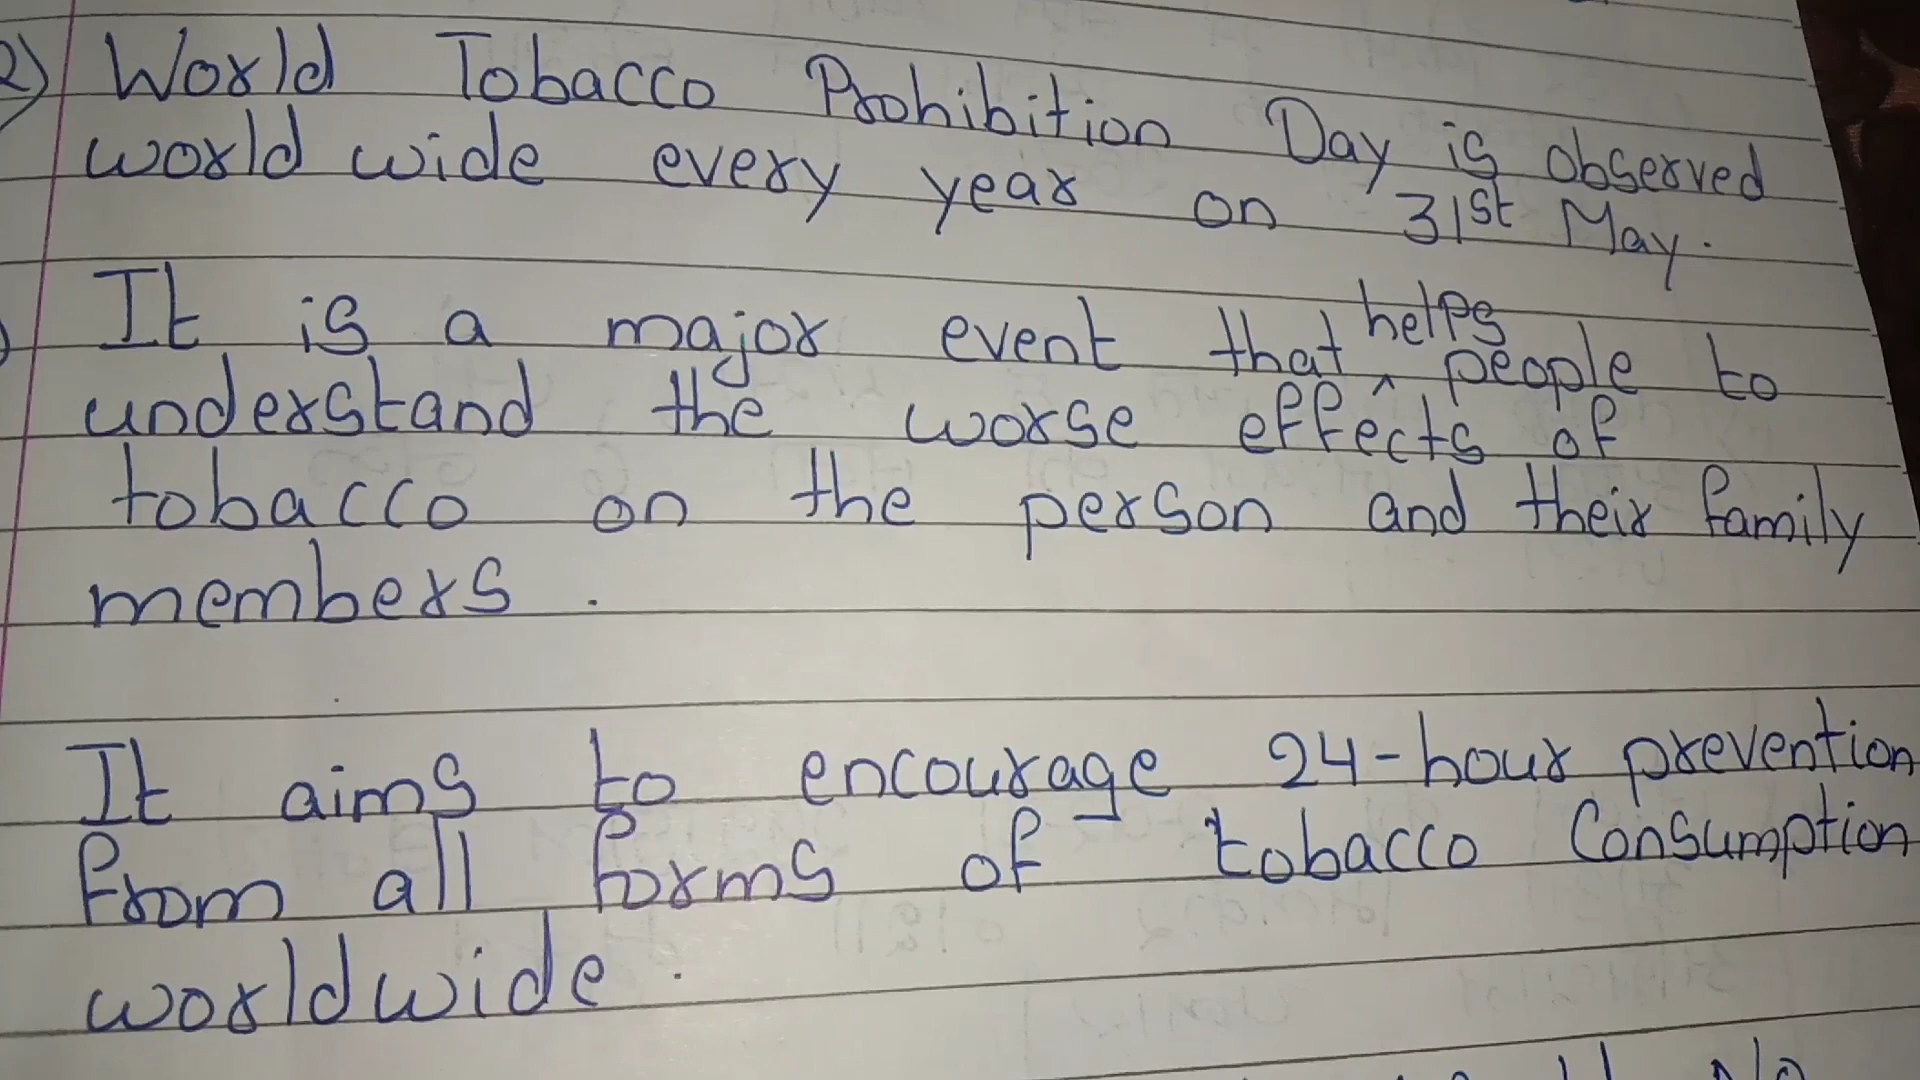 2) World Tobacco Prohibition Day is observed
world wide every year on 31st May.
It is a major event that helps people to
understand the worse effects of
tobacco on the person and their family
members.
It aims to encourage 24-hour prevention
from all forms of tobacco Consumption
worldwide.
No